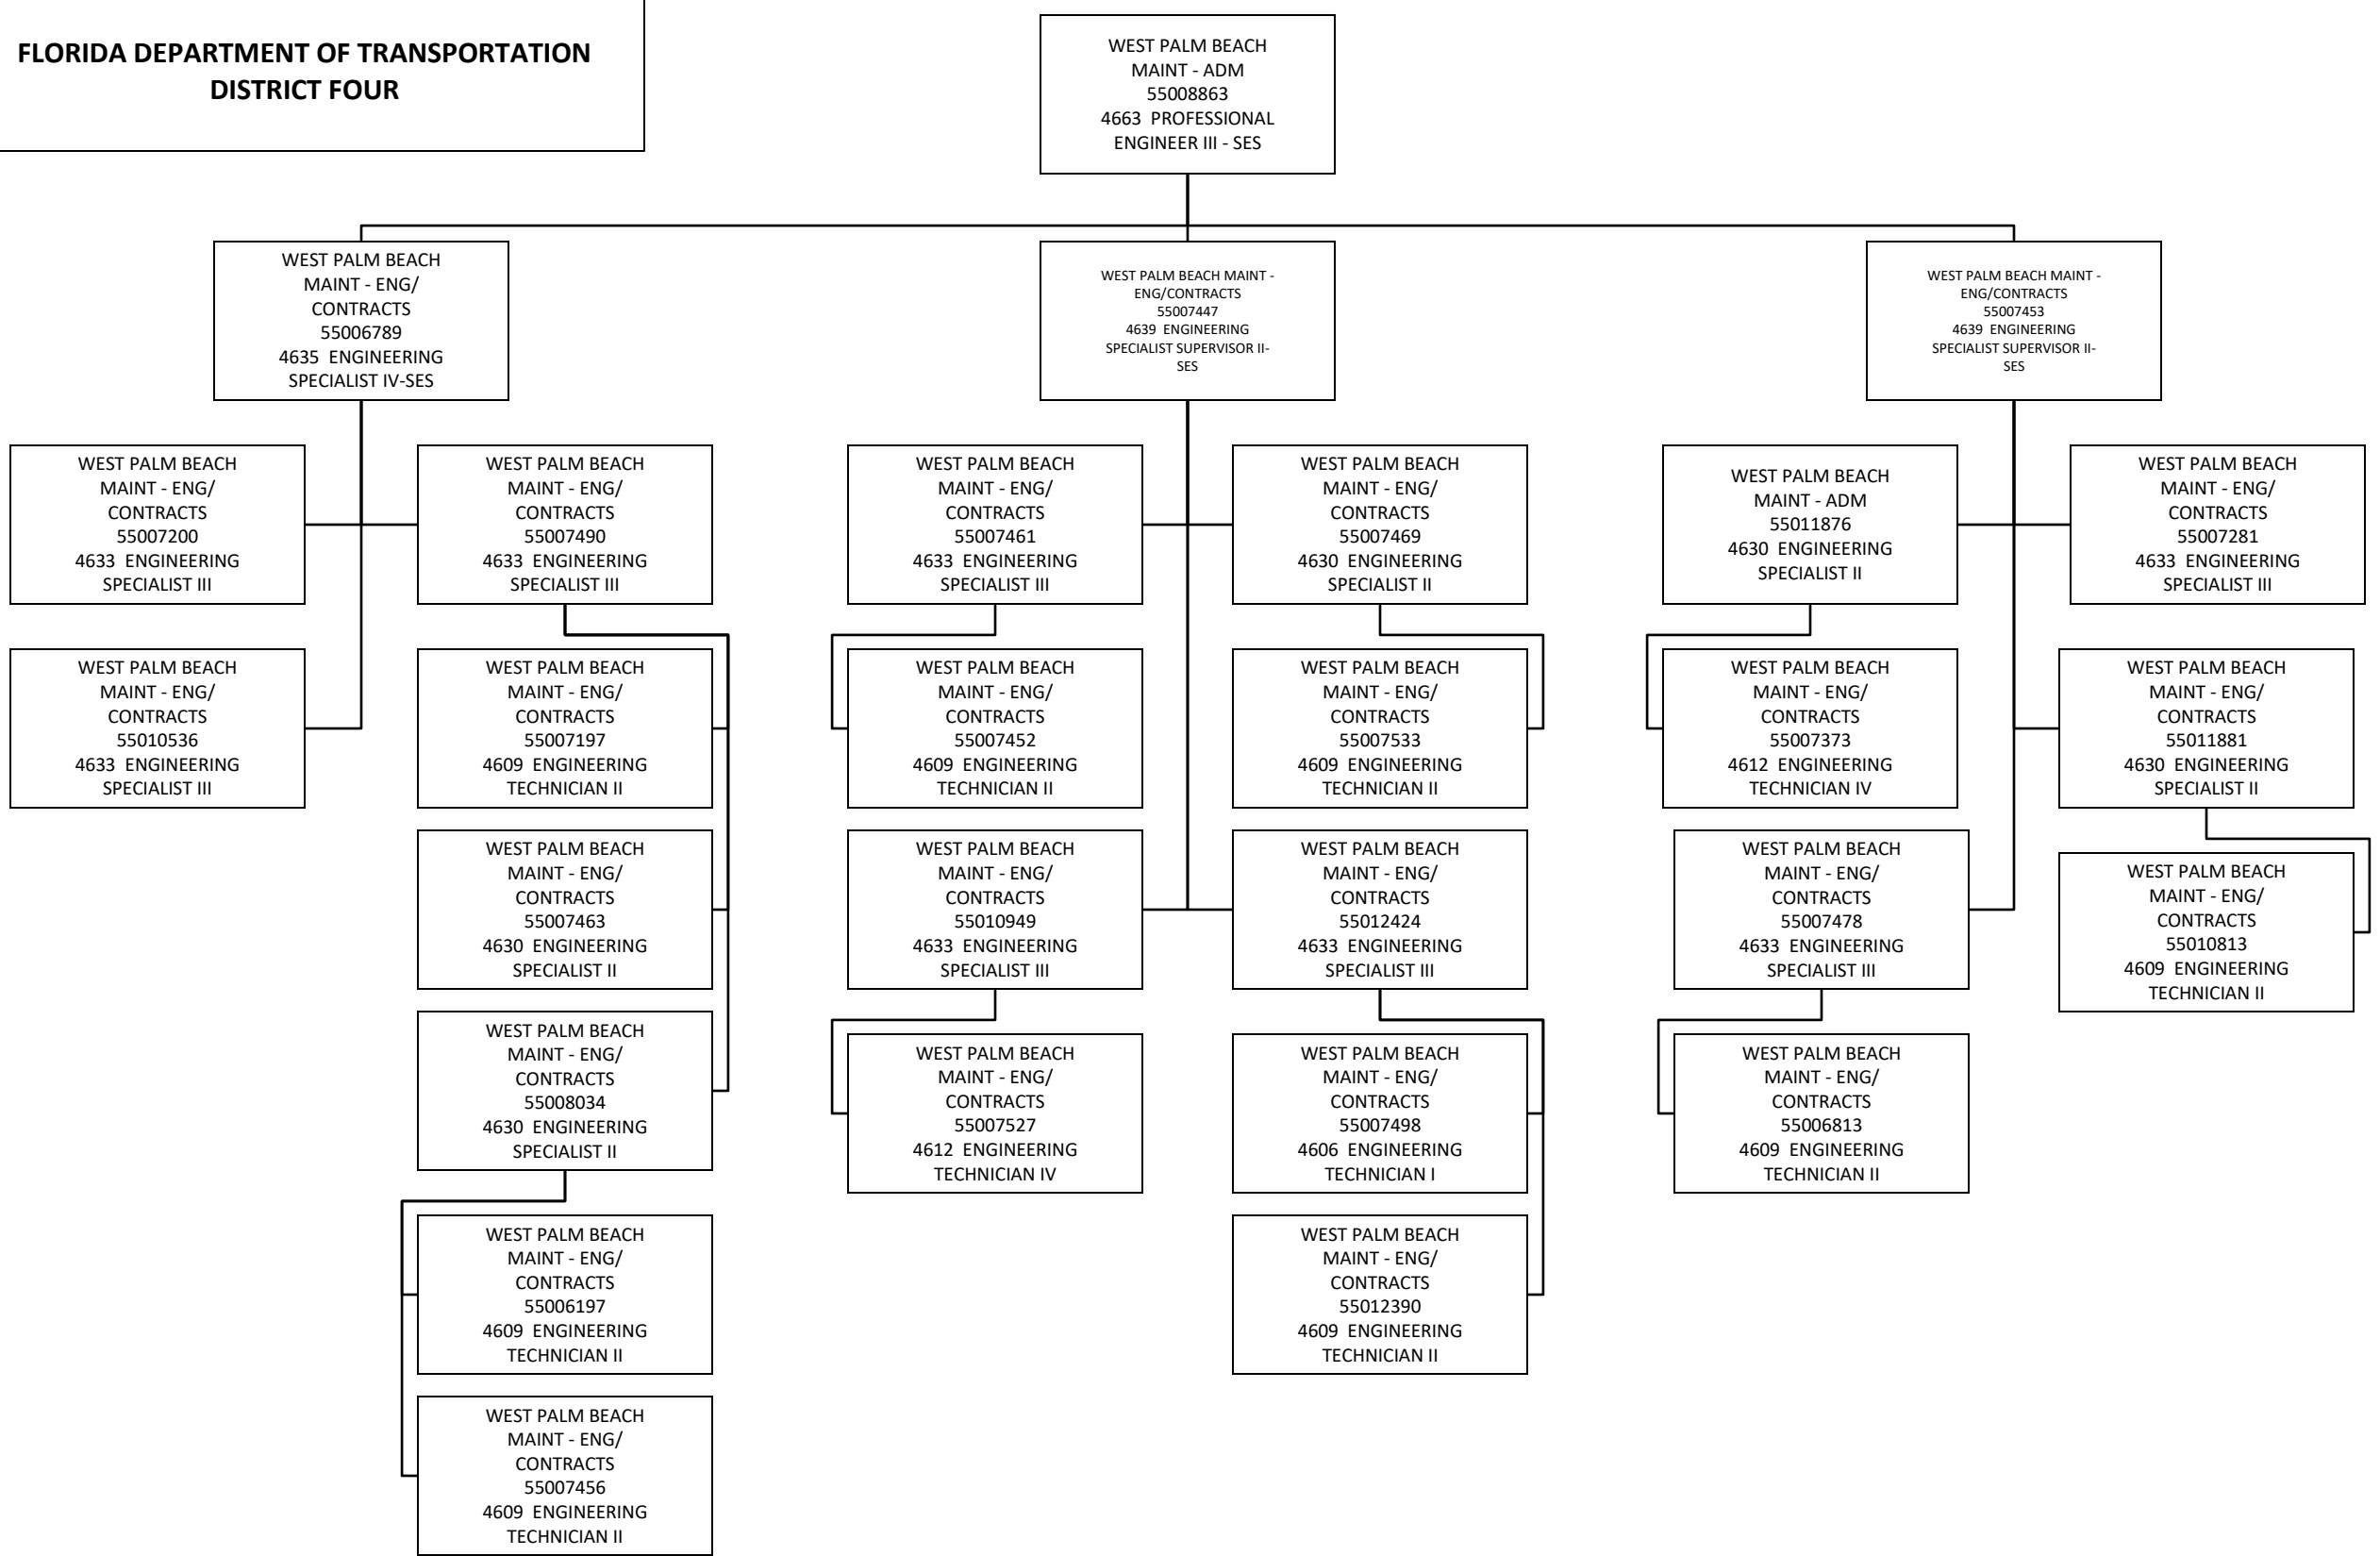 FLORIDA DEPARTMENT OF TRANSPORTATION
DISTRICT FOUR
WEST PALM BEACH
MAINT - ADM
55008863
4663 PROFESSIONAL
ENGINEER III - SES
WEST PALM BEACH
MAINT - ENG/
CONTRACTS
55006789
4635 ENGINEERING
SPECIALIST IV-SES
WEST PALM BEACH MAINT -
ENG/CONTRACTS
55007447
4639 ENGINEERING
SPECIALIST SUPERVISOR II-
SES
WEST PALM BEACH MAINT -
ENG/CONTRACTS
55007453
4639 ENGINEERING
SPECIALIST SUPERVISOR II-
SES
WEST PALM BEACH
MAINT - ENG/
CONTRACTS
55007200
4633 ENGINEERING
SPECIALIST III
WEST PALM BEACH
MAINT - ENG/
CONTRACTS
55007490
4633 ENGINEERING
SPECIALIST III
WEST PALM BEACH
MAINT - ENG/
CONTRACTS
55007461
4633 ENGINEERING
SPECIALIST III
WEST PALM BEACH
MAINT - ENG/
CONTRACTS
55007469
4630 ENGINEERING
SPECIALIST II
WEST PALM BEACH
MAINT - ADM
55011876
4630 ENGINEERING
SPECIALIST II
WEST PALM BEACH
MAINT - ENG/
CONTRACTS
55007281
4633 ENGINEERING
SPECIALIST III
WEST PALM BEACH
MAINT - ENG/
CONTRACTS
55010536
4633 ENGINEERING
SPECIALIST III
WEST PALM BEACH
MAINT - ENG/
CONTRACTS
55007197
4609 ENGINEERING
TECHNICIAN II
WEST PALM BEACH
MAINT - ENG/
CONTRACTS
55007452
4609 ENGINEERING
TECHNICIAN II
WEST PALM BEACH
MAINT - ENG/
CONTRACTS
55007533
4609 ENGINEERING
TECHNICIAN II
WEST PALM BEACH
MAINT - ENG/
CONTRACTS
55007373
4612 ENGINEERING
TECHNICIAN IV
WEST PALM BEACH
MAINT - ENG/
CONTRACTS
55011881
4630 ENGINEERING
SPECIALIST II
WEST PALM BEACH
MAINT - ENG/
CONTRACTS
55007463
4630 ENGINEERING
SPECIALIST II
WEST PALM BEACH
MAINT - ENG/
CONTRACTS
55010949
4633 ENGINEERING
SPECIALIST III
WEST PALM BEACH
MAINT - ENG/
CONTRACTS
55012424
4633 ENGINEERING
SPECIALIST III
WEST PALM BEACH
MAINT - ENG/
CONTRACTS
55007478
4633 ENGINEERING
SPECIALIST III
WEST PALM BEACH
MAINT - ENG/
CONTRACTS
55010813
4609 ENGINEERING
TECHNICIAN II
WEST PALM BEACH
MAINT - ENG/
CONTRACTS
55008034
4630 ENGINEERING
SPECIALIST II
WEST PALM BEACH
MAINT - ENG/
CONTRACTS
55007527
4612 ENGINEERING
TECHNICIAN IV
WEST PALM BEACH
MAINT - ENG/
CONTRACTS
55007498
4606 ENGINEERING
TECHNICIAN I
WEST PALM BEACH
MAINT - ENG/
CONTRACTS
55006813
4609 ENGINEERING
TECHNICIAN II
WEST PALM BEACH
MAINT - ENG/
CONTRACTS
55006197
4609 ENGINEERING
TECHNICIAN II
WEST PALM BEACH
MAINT - ENG/
CONTRACTS
55012390
4609 ENGINEERING
TECHNICIAN II
WEST PALM BEACH
MAINT - ENG/
CONTRACTS
55007456
4609 ENGINEERING
TECHNICIAN II